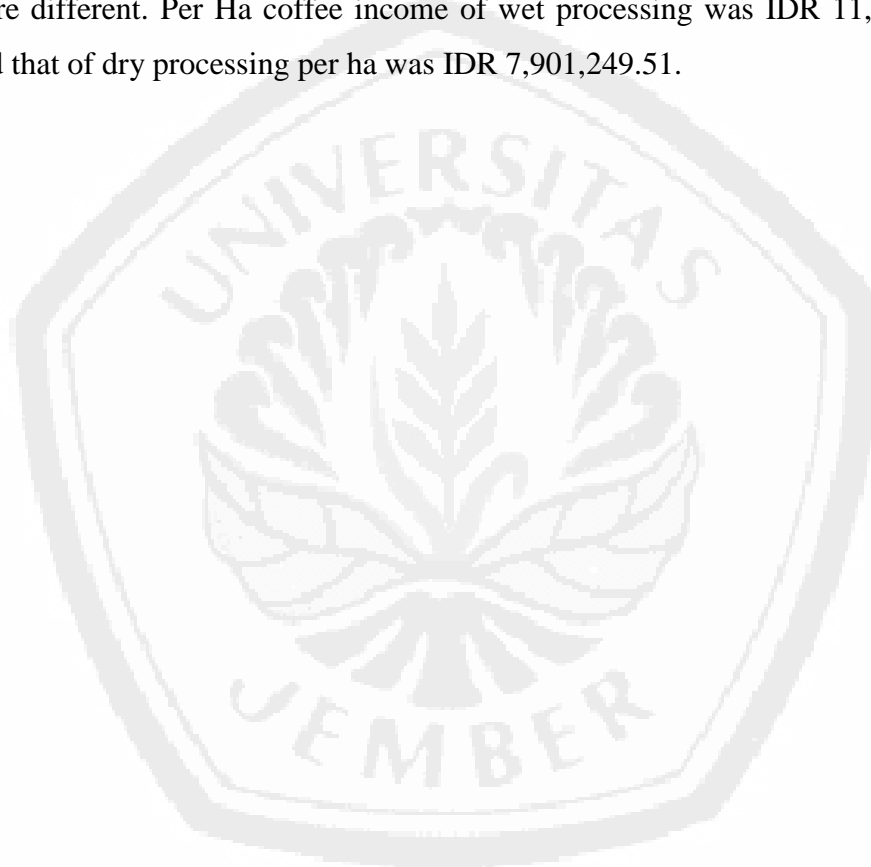 re different. Per Ha coffee income of wet processing was IDR 11,
d that of dry processing per ha was IDR 7,901,249.51.
UNIVERSITAS
JEMBER